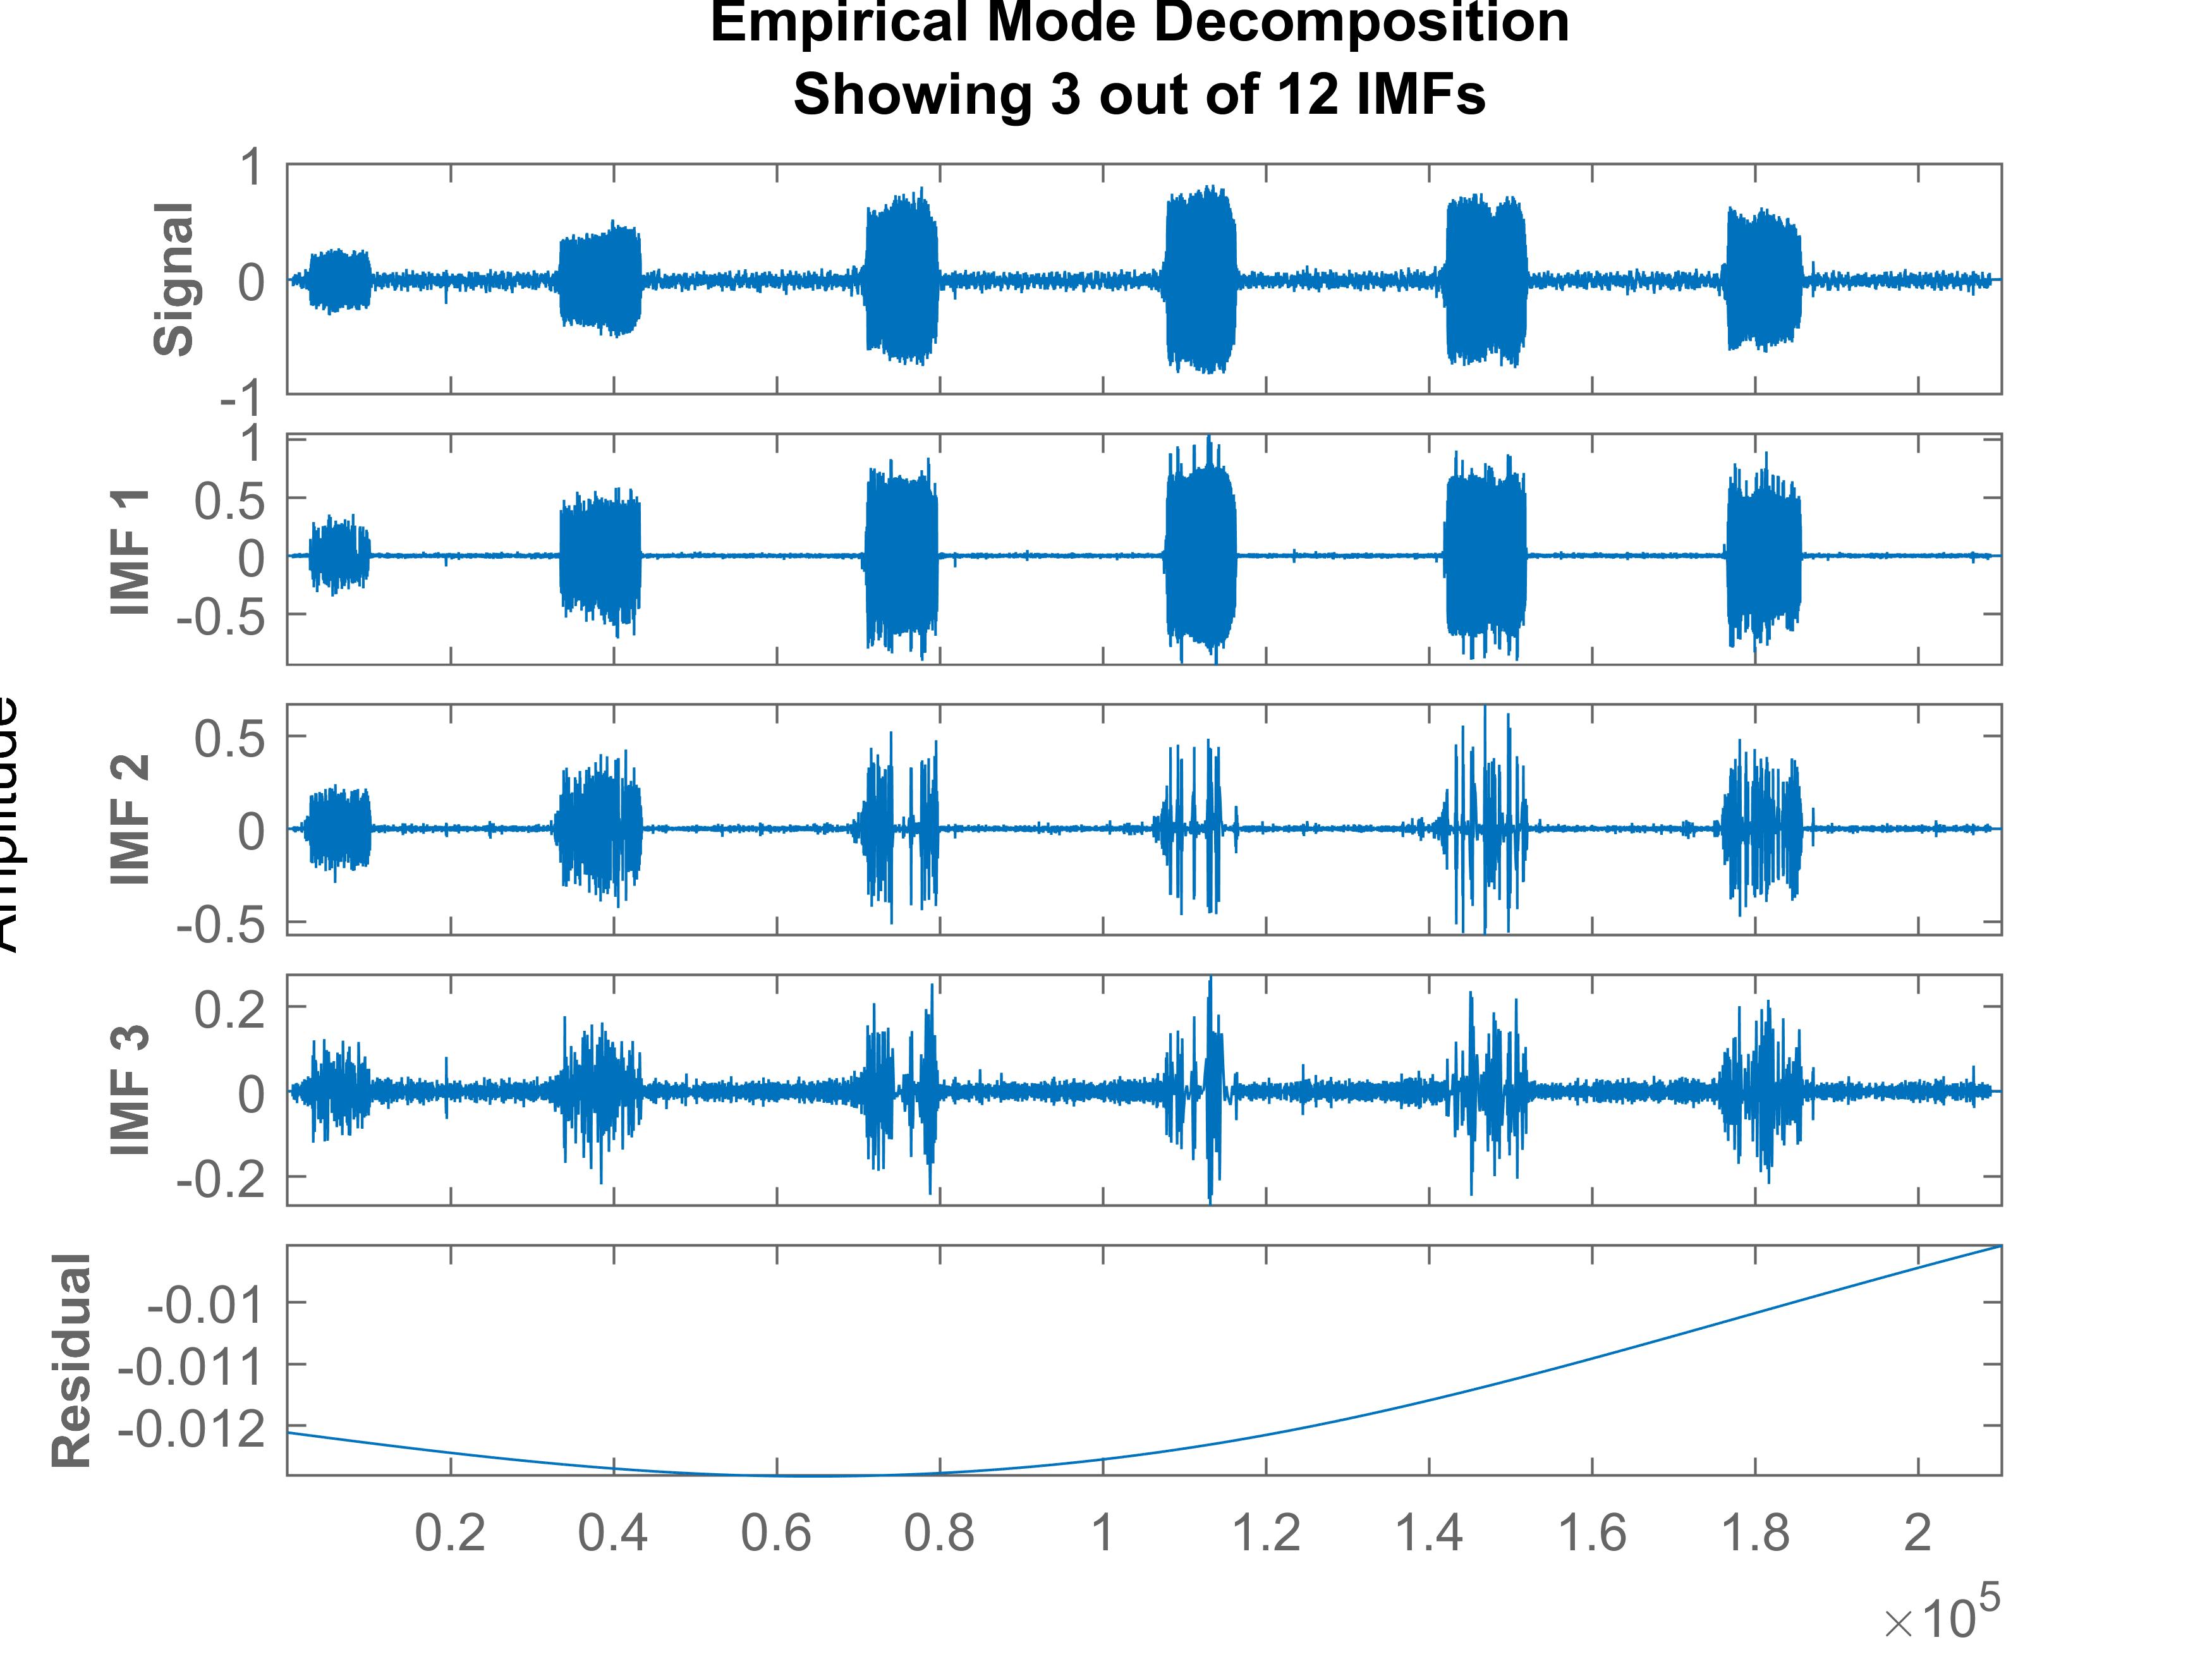 Empirical Mode Decomposition
Showing 3 out of 12 IMFs
Amplitude
Signal
1
0
-1
IMF 1
1
0.5
0
-0.5
IMF 2
0.5
0
-0.5
IMF 3
0.2
0
-0.2
Residual
-0.01
-0.011
-0.012
0.2 0.4 0.6 0.8 1 1.2 1.4 1.6 1.8 2
×10^5